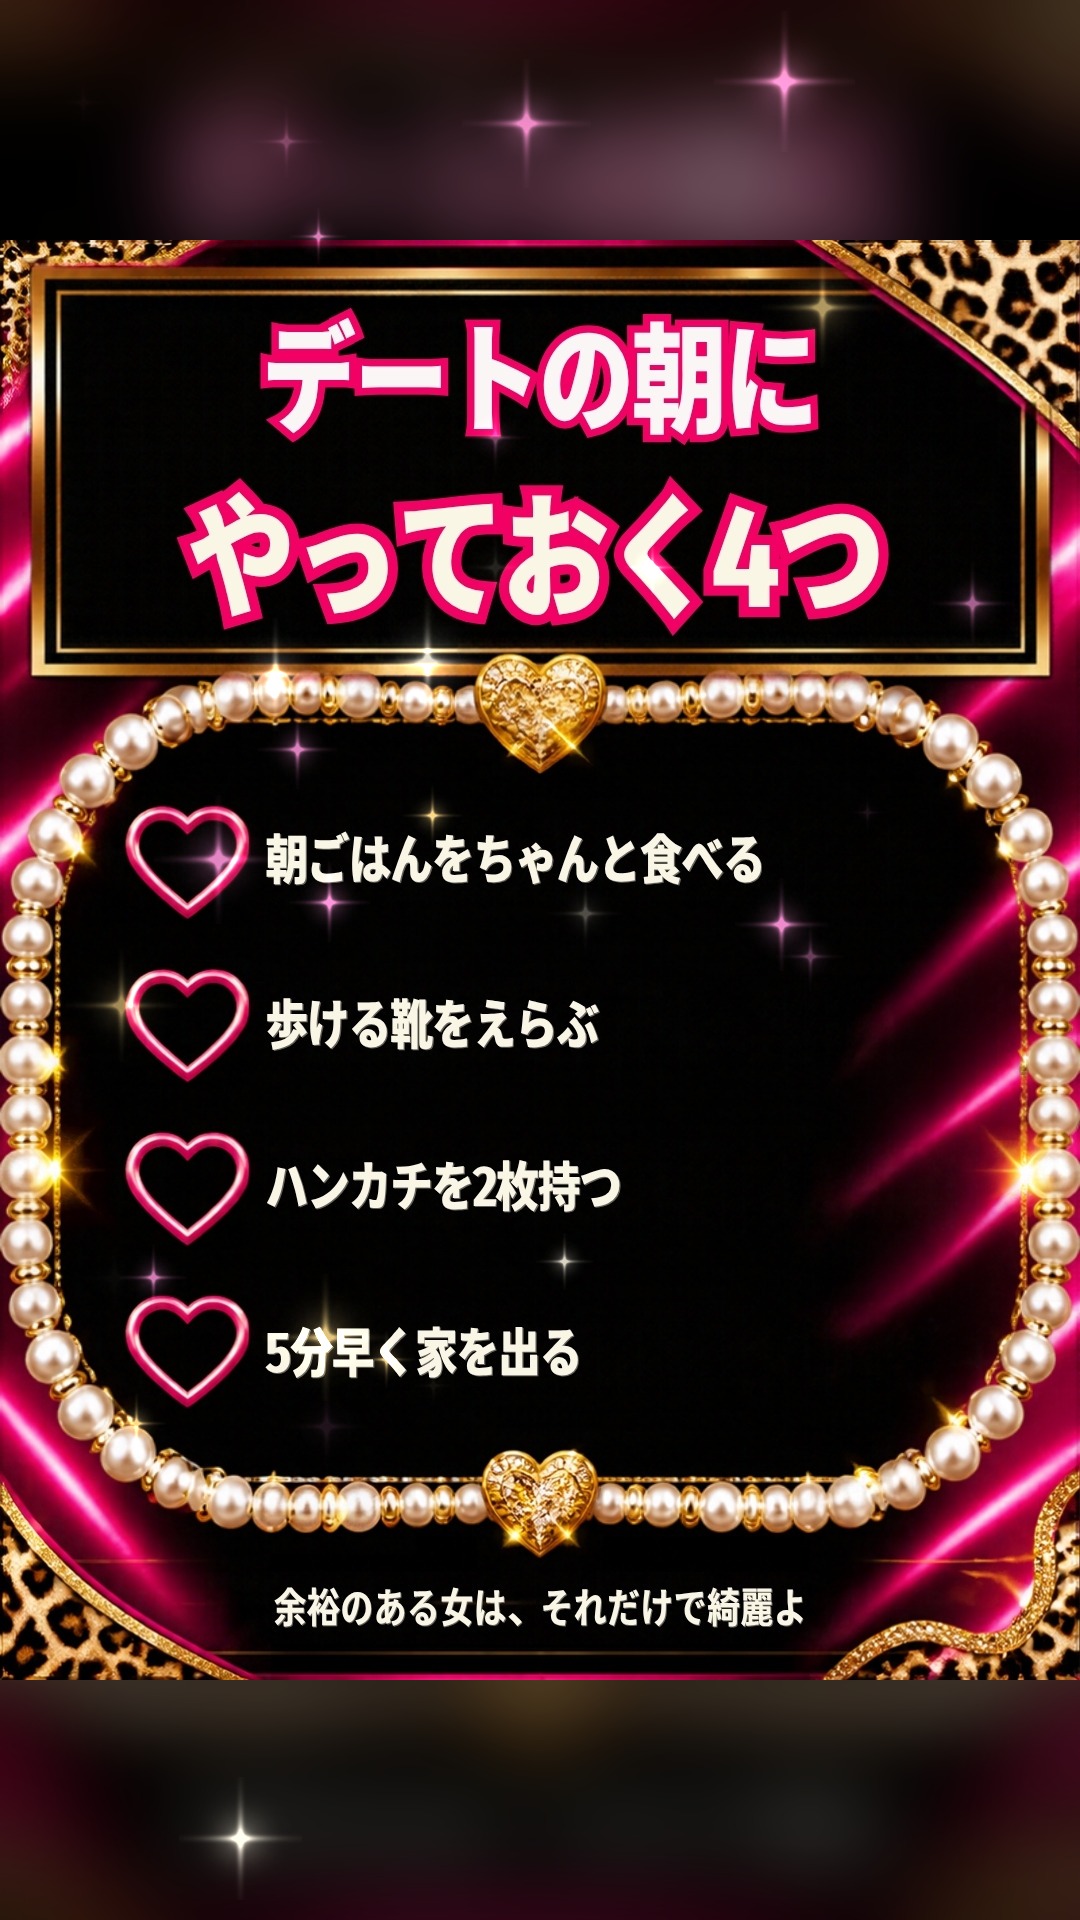 デートの朝に
やっておく4つ
朝ごはんをちゃんと食べる
歩ける靴をえらぶ
ハンカチを2枚持つ
5分早く家を出る
余裕のある女は、それだけで綺麗よ